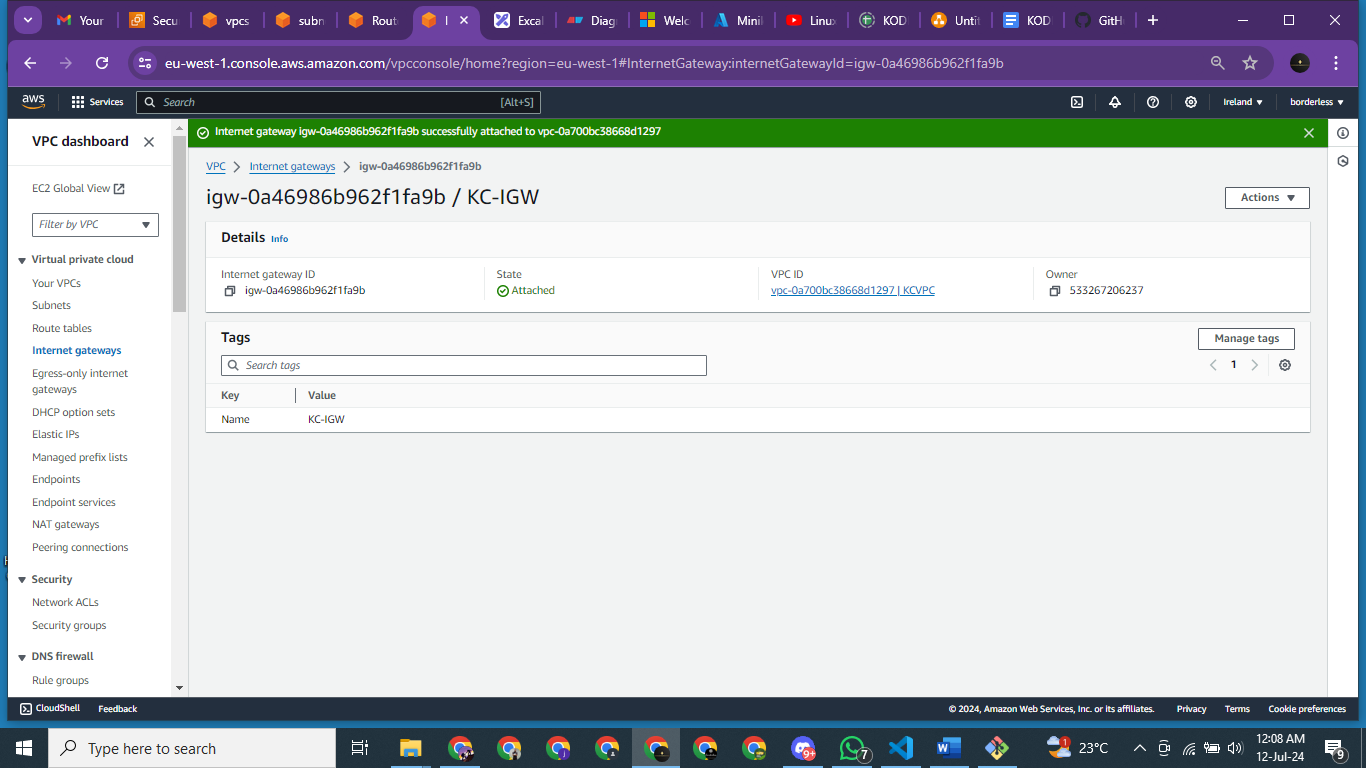 Your
Secu
vpcs
subn
Rout
I
Excal
Diagr
Welc
Minil
Linux
KOD
Untit
KOD
GitH
eu-west-1.console.aws.amazon.com/vpcconsole/home?region=eu-west-1#InternetGateway:internetGatewayId=igw-0a46986b962f1fa9b
aws Services Search [Alt+S] Ireland borderless
Internet gateway igw-0a46986b962f1fa9b successfully attached to vpc-0a700bc38668d1297
VPC dashboard
EC2 Global View
Filter by VPC
Virtual private cloud
Your VPCs
Subnets
Route tables
Internet gateways
Egress-only internet
gateways
DHCP option sets
Elastic IPs
Managed prefix lists
Endpoints
Endpoint services
NAT gateways
Peering connections
Security
Network ACLs
Security groups
DNS firewall
Rule groups
VPC Internet gateways igw-0a46986b962f1fa9b
igw-0a46986b962f1fa9b / KC-IGW
Actions
Details Info
Internet gateway ID
igw-0a46986b962f1fa9b
State
Attached
VPC ID
vpc-0a700bc38668d1297 | KCVPC
Owner
533267206237
Tags
Manage tags
Search tags
1
Key Value
Name KC-IGW
CloudShell Feedback © 2024, Amazon Web Services, Inc. or its affiliates. Privacy Terms Cookie preferences
Type here to search
9+
7
1
23°C
12:08 AM
12-Jul-24
9